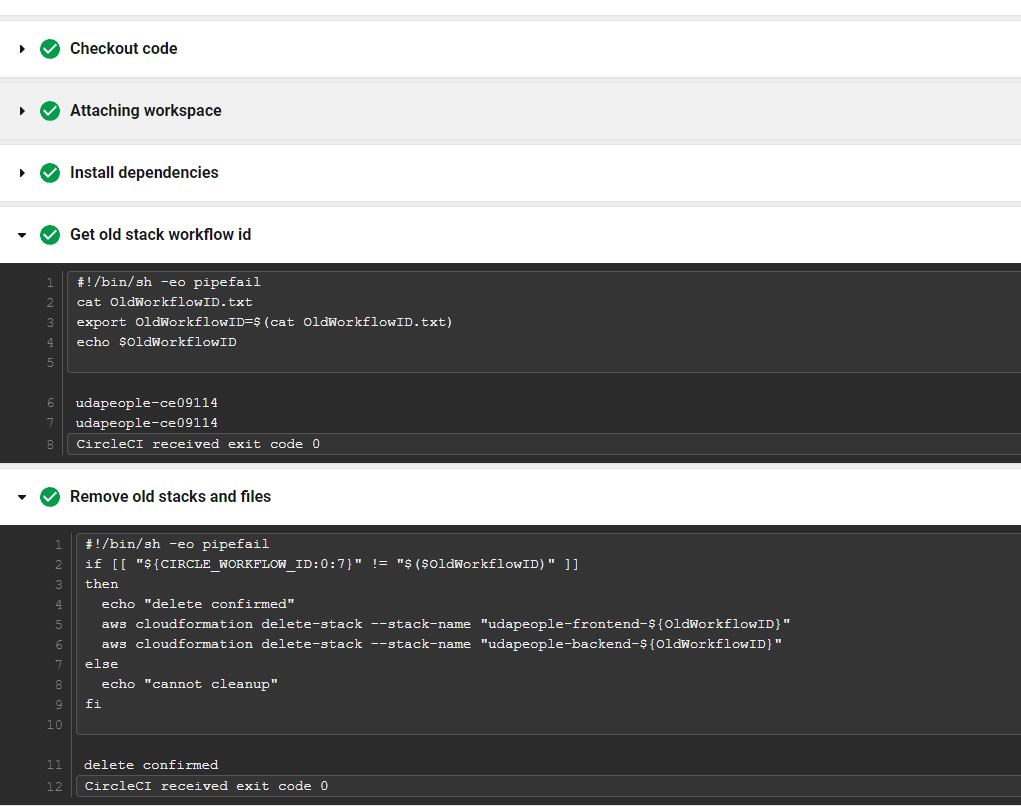 Checkout code
Attaching workspace
Install dependencies
Get old stack workflow id
1 #!/bin/sh -eo pipefail
2 cat OldWorkflowID.txt
3 export OldWorkflowID=$(cat OldWorkflowID.txt)
4 echo $OldWorkflowID
5
6 udapeople-ce09114
7 udapeople-ce09114
8 CircleCI received exit code 0
Remove old stacks and files
1 #!/bin/sh -eo pipefail
2 if [[ "${CIRCLE_WORKFLOW_ID:0:7}" != "$($OldWorkflowID)" ]]
3 then
4   echo "delete confirmed"
5   aws cloudformation delete-stack --stack-name "udapeople-frontend-${OldWorkflowID}"
6   aws cloudformation delete-stack --stack-name "udapeople-backend-${OldWorkflowID}"
7 else
8   echo "cannot cleanup"
9 fi
10
11 delete confirmed
12 CircleCI received exit code 0